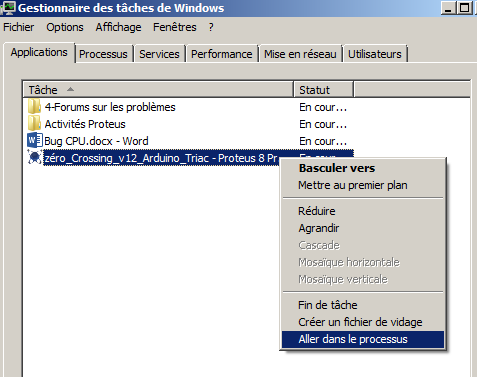 Gestionnaire des tâches de Windows
Fichier Options Affichage Fenêtres ?
Applications Processus Services Performance Mise en réseau Utilisateurs
Tâche Statut
4-Forums sur les problèmes En cour...
Activités Proteus En cour...
Bug CPU.docx - Word En cour...
zéro_Crossing_v12_Arduino_Triac - Proteus 8 Pr En cour...
Basculer vers
Mettre au premier plan
Réduire
Agrandir
Cascade
Mosaïque horizontale
Mosaïque verticale
Fin de tâche
Créer un fichier de vidage
Aller dans le processus